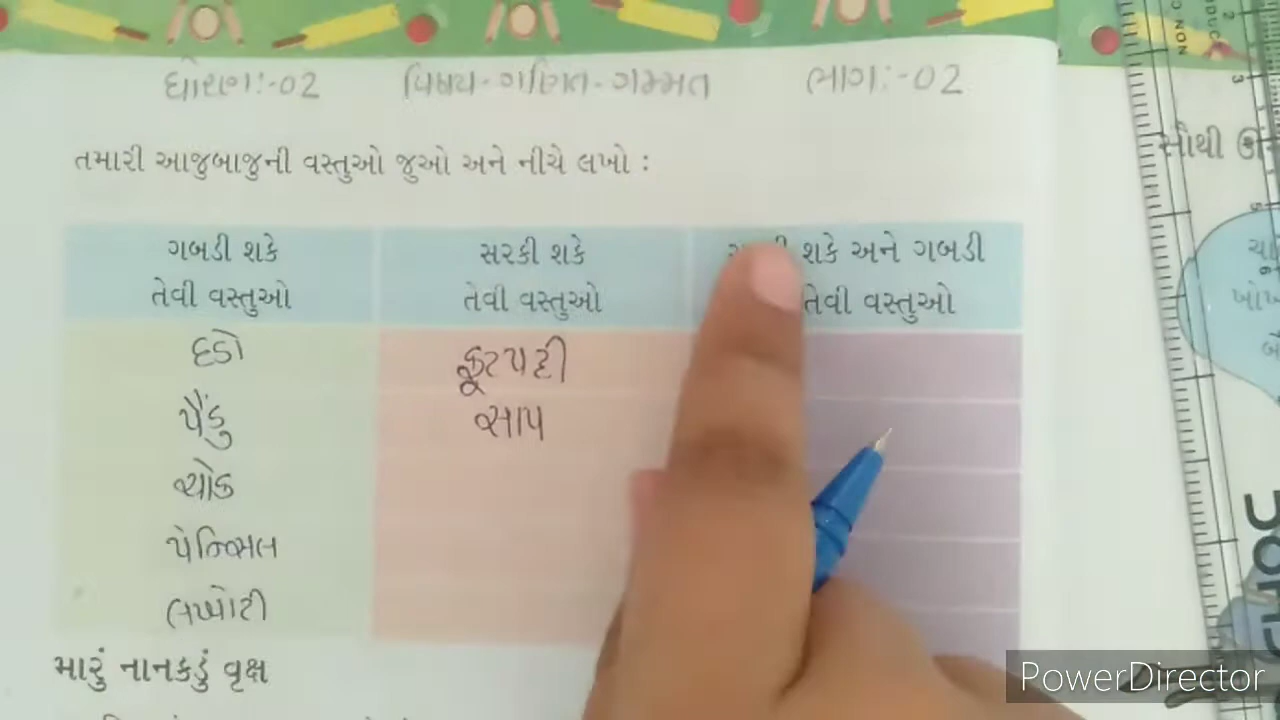 ધોરણઃ-02 વિષય-ગણિત-ગમ્મત ભાગઃ-02
તમારી આજુબાજુની વસ્તુઓ જુઓ અને નીચે લખો :
ગબડી શકે
તેવી વસ્તુઓ
સરકી શકે
તેવી વસ્તુઓ
શકે અને ગબડી
તેવી વસ્તુઓ
દડો
પૈડું
ચોક
પેન્સિલ
લખોટી
ફૂટપટ્ટી
સાપ
મારું નાનકડું વૃક્ષ
સૌથી
PowerDirector